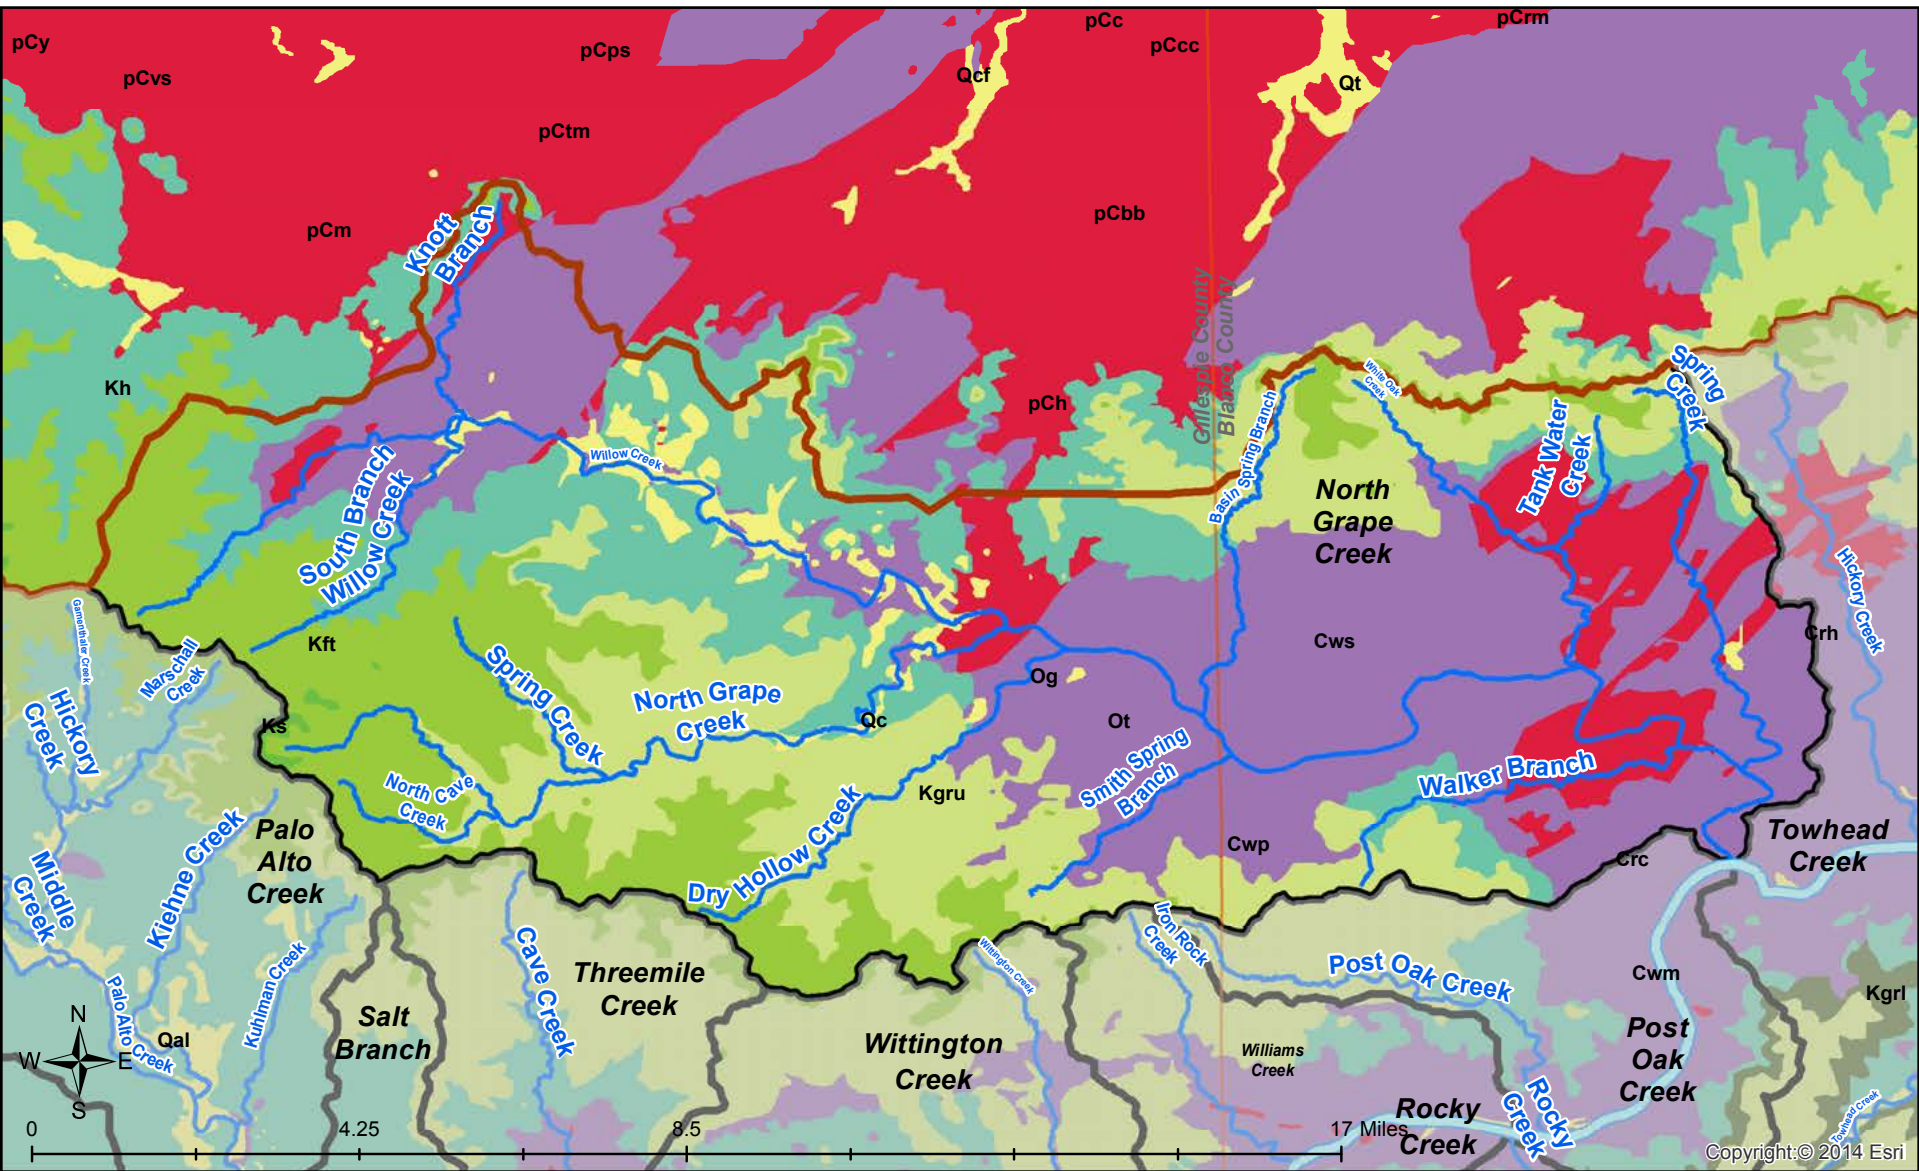 pCy
pCvs
pCps
pCtm
pCm
Qcf
pCc
pCcc
Qt
pCrm
pCbb
pCh
Kh
Knott
Branch
Gillespie County
Blanco County
Willow Creek
South Branch
Willow Creek
Basin Spring Branch
White Oak
Creek
Tank Water
Creek
Spring
Creek
North
Grape
Creek
Hickory Creek
Gamenthaler Creek
Marschall
Creek
Hickory
Creek
Kft
Ks
Spring Creek
North Grape
Creek
Qc
Og
Ot
Cws
Crh
North Cave
Creek
Dry Hollow Creek
Kgru
Smith Spring
Branch
Cwp
Walker Branch
Crc
Towhead
Creek
Palo
Alto
Creek
Kiehne Creek
Middle
Creek
Kuhlman Creek
Palo Alto
Creek
Qal
Salt
Branch
Cave Creek
Threemile
Creek
Wittington Creek
Wittington
Creek
Iron Rock
Creek
Post Oak Creek
Williams
Creek
Cwm
Kgrl
Post
Oak
Creek
Rocky
Creek
Rocky
Creek
Towhead Creek
N
W E
S
0 4.25 8.5 17 Miles
Copyright:© 2014 Esri